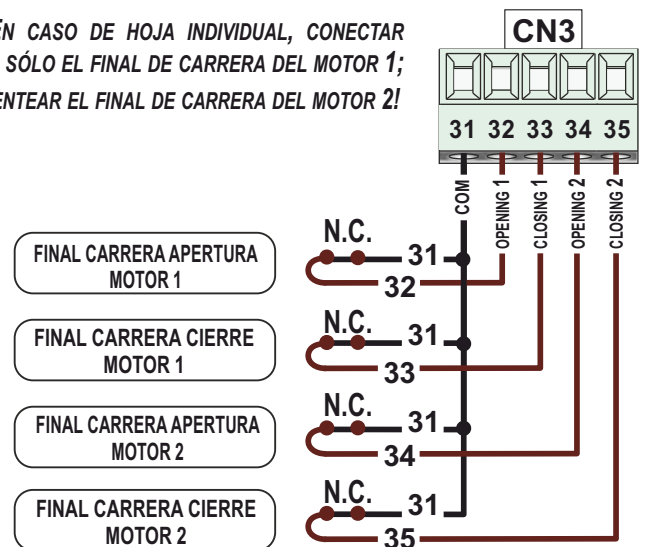 EN CASO DE HOJA INDIVIDUAL, CONECTAR
SÓLO EL FINAL DE CARRERA DEL MOTOR 1;
EL FINAL DE CARRERA DEL MOTOR 2!
CN3
31 32 33 34 35
COM
OPENING 1
CLOSING 1
OPENING 2
CLOSING 2
FINAL CARRERA APERTURA
MOTOR 1
N.C.
31
32
FINAL CARRERA CIERRE
MOTOR 1
N.C.
31
33
FINAL CARRERA APERTURA
MOTOR 2
N.C.
31
34
FINAL CARRERA CIERRE
MOTOR 2
N.C.
31
35